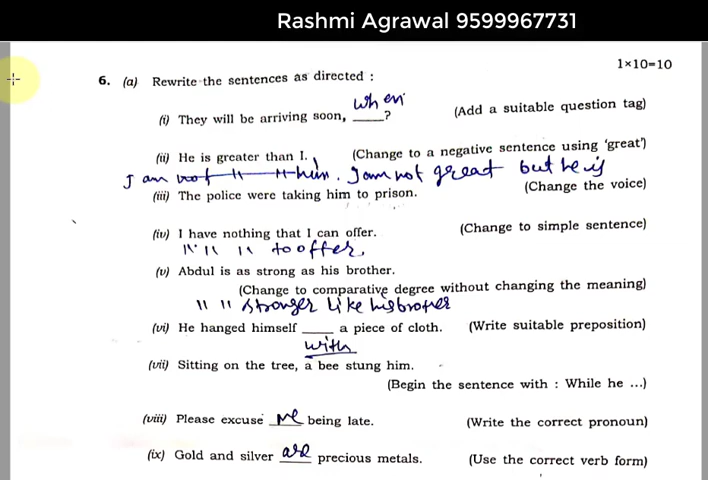 Rashmi Agrawal 9599967731
1×10=10
6. (a) Rewrite the sentences as directed :
when
(i) They will be arriving soon, ____? (Add a suitable question tag)
(ii) He is greater than I. (Change to a negative sentence using 'great')
I am not " " him. I am not great but he is
(iii) The police were taking him to prison. (Change the voice)
(iv) I have nothing that I can offer. (Change to simple sentence)
" " " to offer.
(v) Abdul is as strong as his brother.
(Change to comparative degree without changing the meaning)
" " stronger like his broter
(vi) He hanged himself ____ a piece of cloth. (Write suitable preposition)
with
(vii) Sitting on the tree, a bee stung him.
(Begin the sentence with : While he ...)
(viii) Please excuse me being late. (Write the correct pronoun)
(ix) Gold and silver are precious metals. (Use the correct verb form)